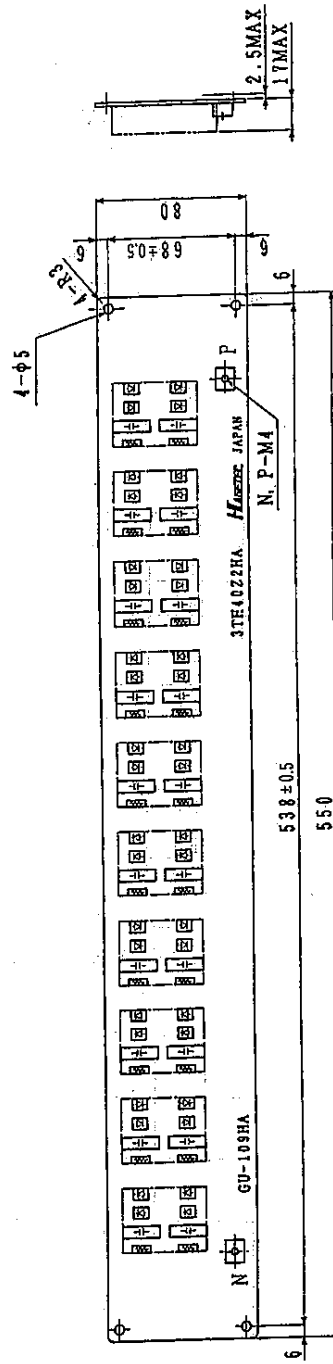 2.5MAX
17MAX
80
68±0.5
6
6
6
4-R3
4-φ5
P
N, P-M4
3TH40Z2HA HAGETEC JAPAN
538±0.5
550
GU-109HA
N
6